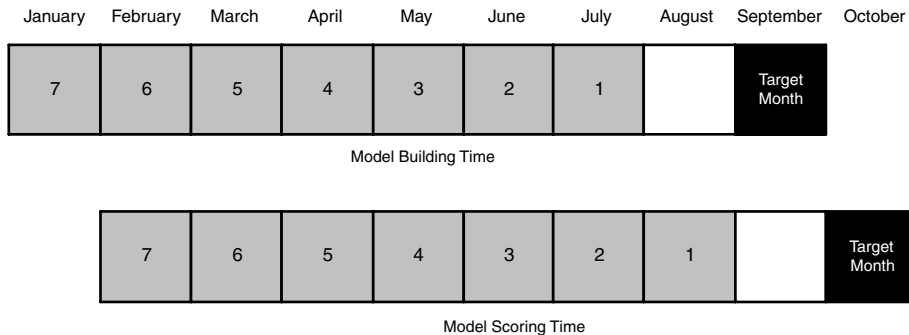 January February March April May June July August September October
7 6 5 4 3 2 1 Target Month
Model Building Time
7 6 5 4 3 2 1 Target Month
Model Scoring Time